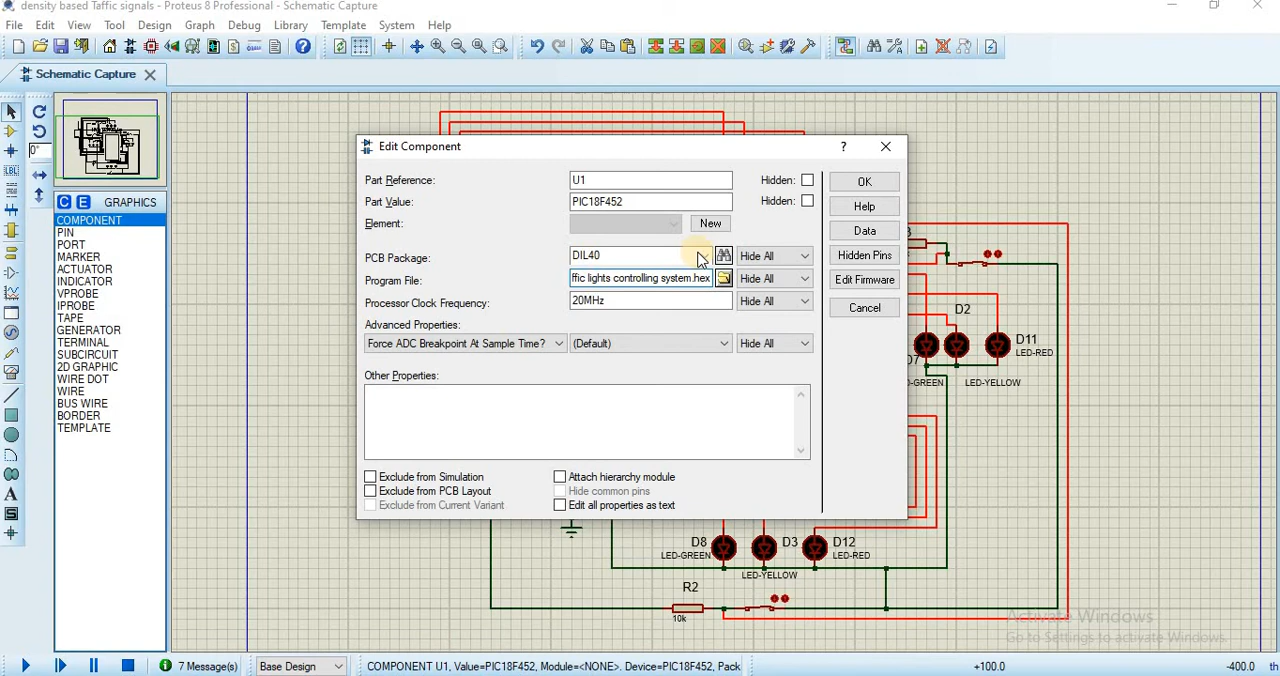 density based Taffic signals - Proteus 8 Professional - Schematic Capture
File Edit View Tool Design Graph Debug Library Template System Help
Schematic Capture
0°
LBL
C E GRAPHICS
COMPONENT
PIN
PORT
MARKER
ACTUATOR
INDICATOR
VPROBE
IPROBE
TAPE
GENERATOR
TERMINAL
SUBCIRCUIT
2D GRAPHIC
WIRE DOT
WIRE
BUS WIRE
BORDER
TEMPLATE
A
S
Edit Component
?
Part Reference: U1 Hidden:
Part Value: PIC18F452 Hidden:
Element: New
PCB Package: DIL40 Hide All
Program File: ffic lights controlling system.hex Hide All
Processor Clock Frequency: 20MHz Hide All
Advanced Properties:
Force ADC Breakpoint At Sample Time? (Default) Hide All
Other Properties:
Exclude from Simulation Attach hierarchy module
Exclude from PCB Layout Hide common pins
Exclude from Current Variant Edit all properties as text
OK
Help
Data
Hidden Pins
Edit Firmware
Cancel
D2
D11
LED-RED
D7
-GREEN LED-YELLOW
D8 D3 D12
LED-GREEN LED-RED
LED-YELLOW
R2
10k
Activate Windows
Go to Settings to activate Windows.
7 Message(s) Base Design COMPONENT U1, Value=PIC18F452, Module=<NONE>. Device=PIC18F452, Pack +100.0 -400.0 th